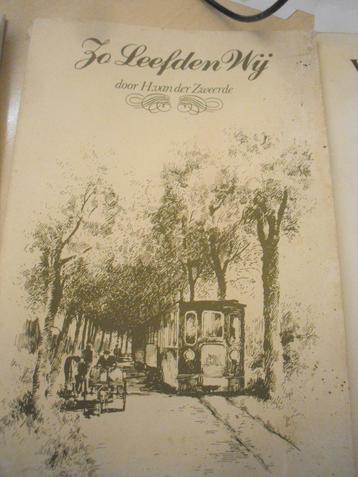 Zo Leefden Wij
door H. van der Zweerde